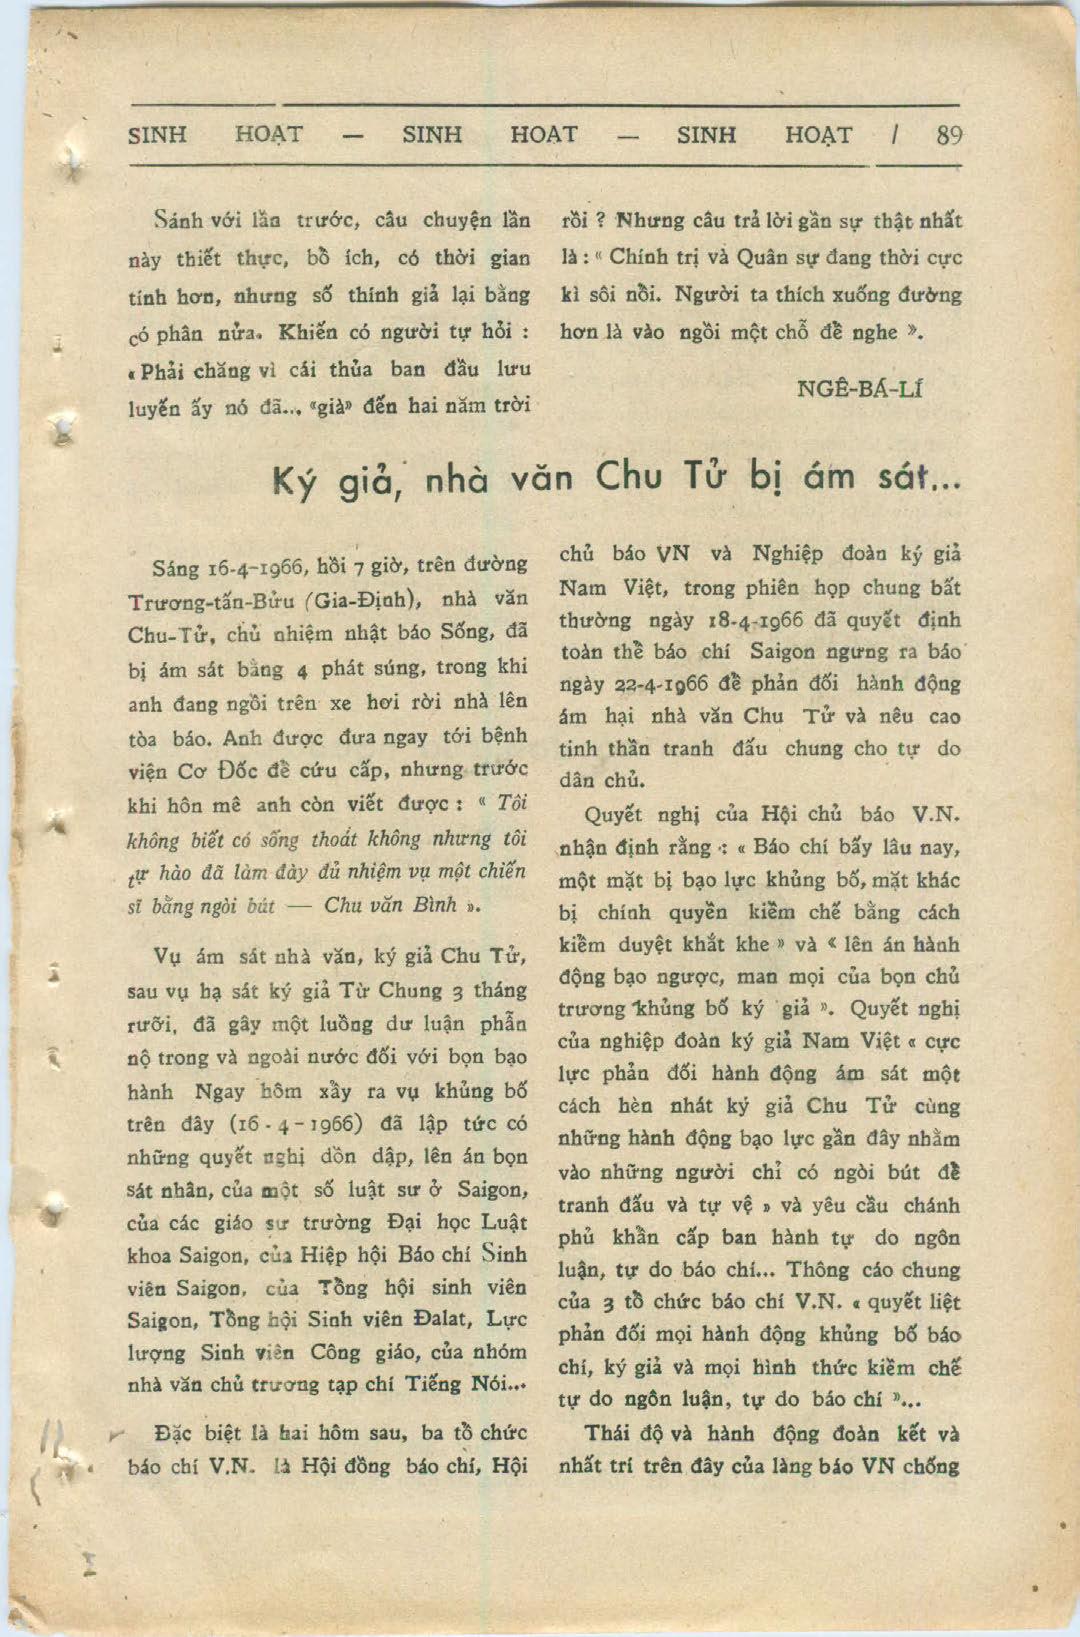 SINH HOẠT — SINH HOẠT — SINH HOẠT / 89
Sánh với lần trước, câu chuyện lần
này thiết thực, bồ ích, có thời gian
tính hơn, nhưng số thính giả lại bằng
có phân nửa. Khiến có người tự hỏi :
« Phải chăng vì cái thủa ban đầu lưu
luyến ấy nó đã... «già» đến hai năm trời
rồi ? Nhưng câu trả lời gần sự thật nhất
là : « Chính trị và Quân sự đang thời cực
kì sôi nồi. Người ta thích xuống đường
hơn là vào ngồi một chỗ đề nghe ».
NGÊ-BÁ-LÍ
Ký giả, nhà văn Chu Tử bị ám sát...
Sáng 16-4-1966, hồi 7 giờ, trên đường
Trương-tấn-Bửu (Gia-Định), nhà văn
Chu-Tử, chủ nhiệm nhật báo Sống, đã
bị ám sát bằng 4 phát súng, trong khi
anh đang ngồi trên xe hơi rời nhà lên
tòa báo. Anh được đưa ngay tới bệnh
viện Cơ Đốc đề cứu cấp, nhưng trước
khi hôn mê anh còn viết được : « Tôi
không biết có sống thoát không nhưng tôi
tự hào đã làm đày đủ nhiệm vụ một chiến
sĩ bằng ngòi bút — Chu văn Bình ».
Vụ ám sát nhà văn, ký giả Chu Tử,
sau vụ hạ sát ký giả Từ Chung 3 tháng
rưỡi, đã gây một luồng dư luận phẫn
nộ trong và ngoài nước đối với bọn bạo
hành Ngay hôm xầy ra vụ khủng bố
trên đây (16-4-1966) đã lập tức có
những quyết nghị dồn dập, lên án bọn
sát nhân, của một số luật sư ở Saigon,
của các giáo sư trường Đại học Luật
khoa Saigon, của Hiệp hội Báo chí Sinh
viên Saigon, của Tồng hội sinh viên
Saigon, Tồng hội Sinh viên Đalat, Lực
lượng Sinh viên Công giáo, của nhóm
nhà văn chủ trương tạp chí Tiếng Nói...
Đặc biệt là hai hôm sau, ba tồ chức
báo chí V.N. là Hội đồng báo chí, Hội
chủ báo VN và Nghiệp đoàn ký giả
Nam Việt, trong phiên họp chung bất
thường ngày 18-4-1966 đã quyết định
toàn thề báo chí Saigon ngưng ra báo
ngày 22-4-1966 đề phản đối hành động
ám hại nhà văn Chu Tử và nêu cao
tinh thần tranh đấu chung cho tự do
dân chủ.
Quyết nghị của Hội chủ báo V.N.
nhận định rằng : « Báo chí bấy lâu nay,
một mặt bị bạo lực khủng bố, mặt khác
bị chính quyền kiềm chế bằng cách
kiềm duyệt khắt khe » và « lên án hành
động bạo ngược, man mọi của bọn chủ
trương khủng bố ký giả ». Quyết nghị
của nghiệp đoàn ký giả Nam Việt « cực
lực phản đối hành động ám sát một
cách hèn nhát ký giả Chu Tử cùng
những hành động bạo lực gần đây nhằm
vào những người chỉ có ngòi bút đề
tranh đấu và tự vệ » và yêu cầu chánh
phủ khẩn cấp ban hành tự do ngôn
luận, tự do báo chí... Thông cáo chung
của 3 tồ chức báo chí V.N. « quyết liệt
phản đối mọi hành động khủng bố báo
chí, ký giả và mọi hình thức kiềm chế
tự do ngôn luận, tự do báo chí »...
Thái độ và hành động đoàn kết và
nhất trí trên đây của làng báo VN chống